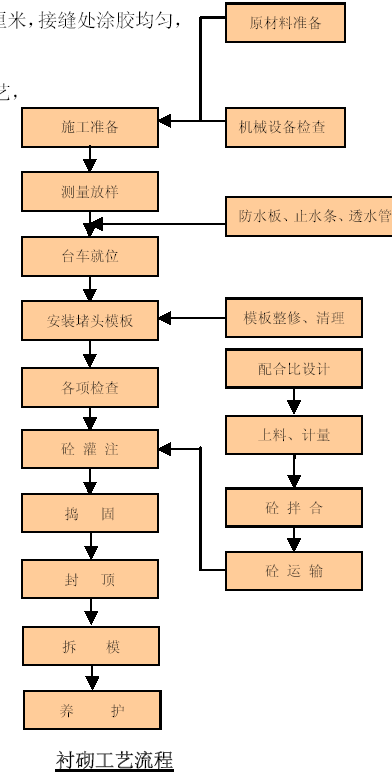 厘米，接缝处涂胶均匀，
原材料准备
艺，
施工准备
机械设备检查
测量放样
防水板、止水条、透水管
台车就位
安装堵头模板
模板整修、清理
配合比设计
各项检查
上料、计量
砼 灌 注
捣 固
砼 拌 合
封 顶
砼 运 输
拆 模
养 护
衬砌工艺流程